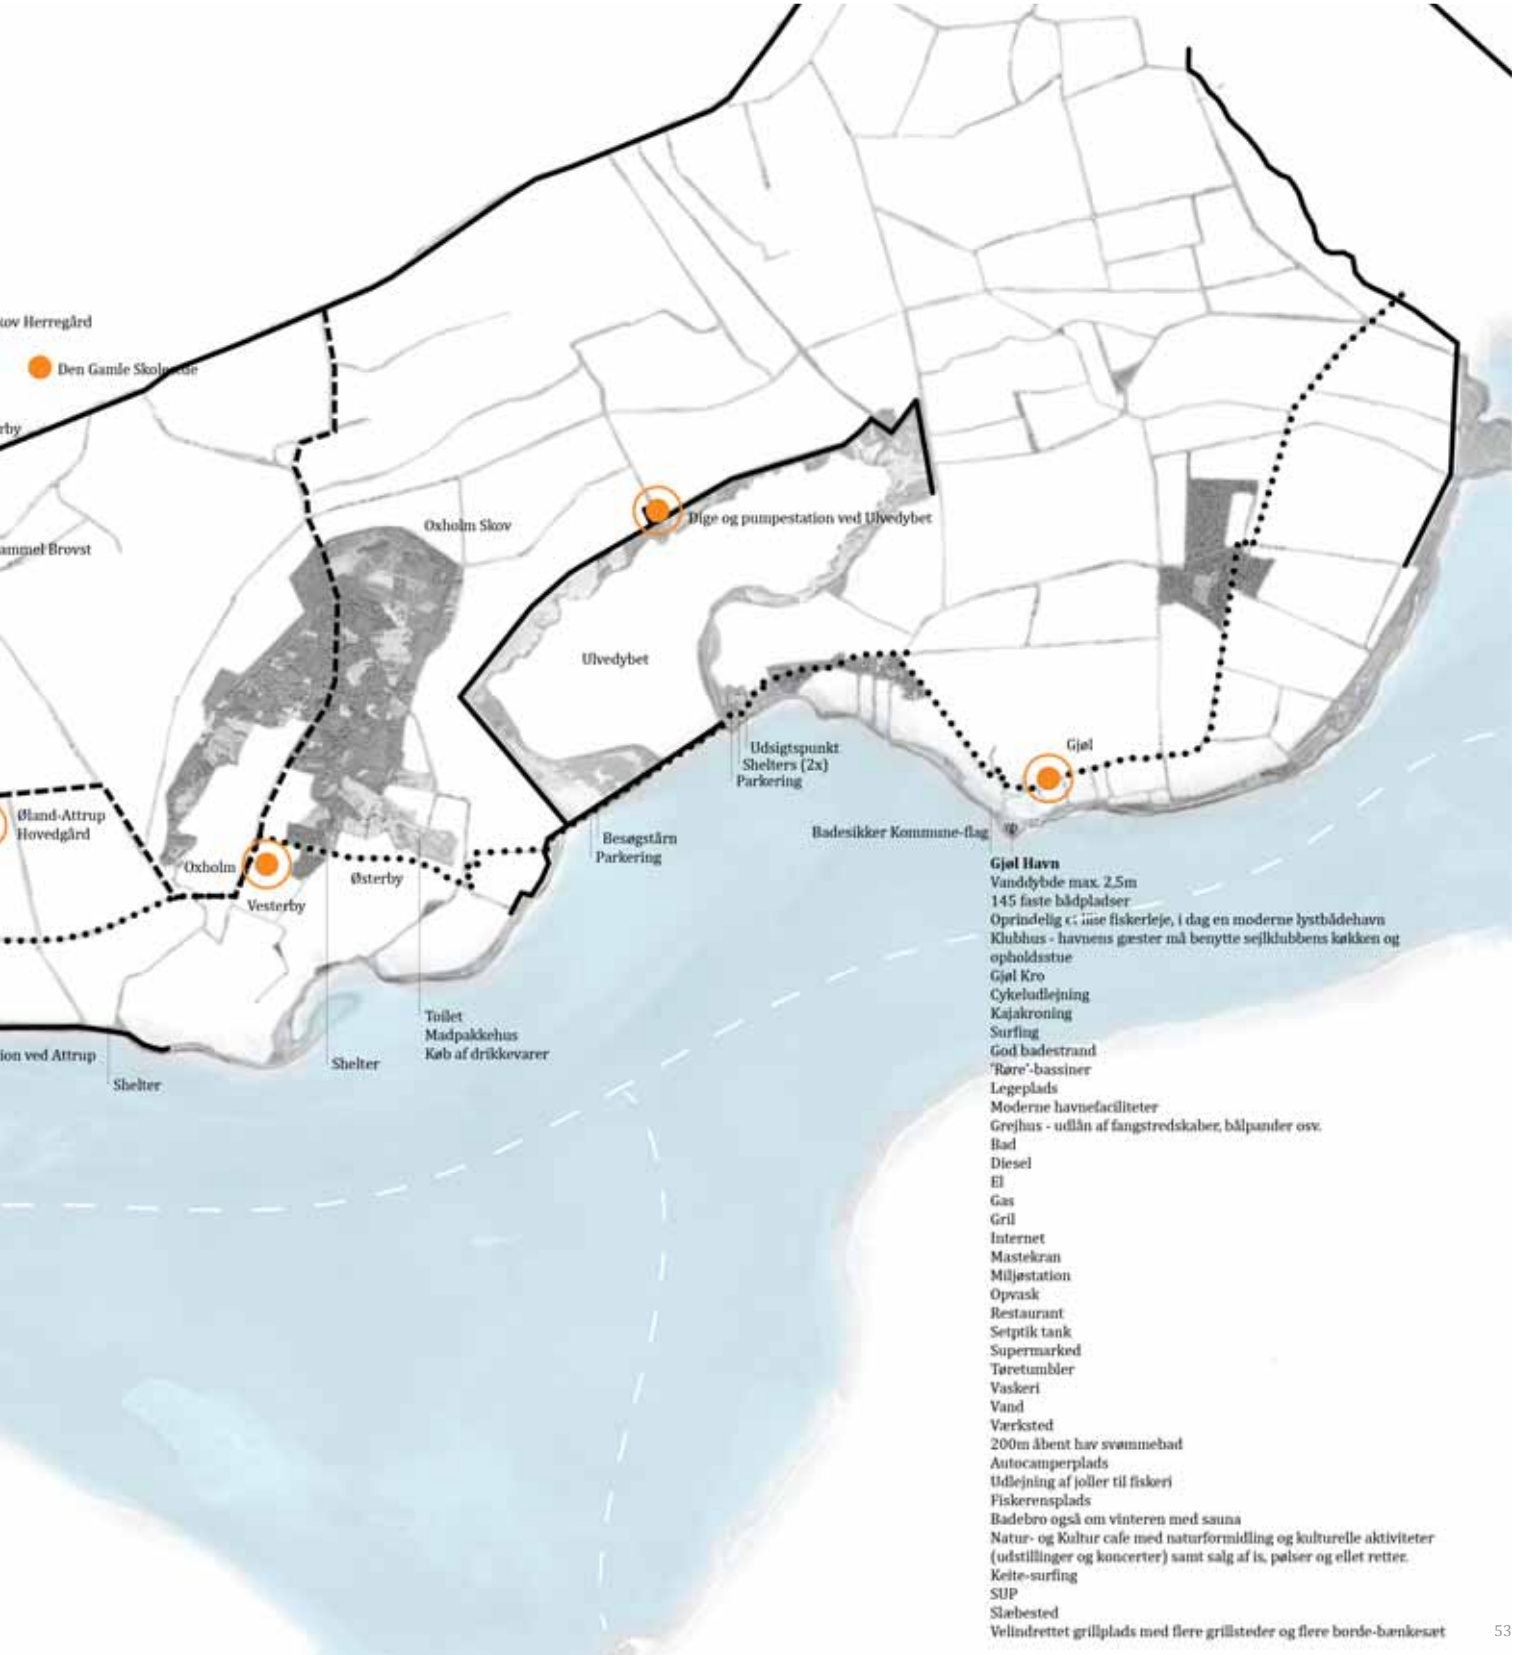 kov Herregård
Den Gamle Skole
rby
Oxholm Skov
Dige og pumpestation ved Ulvedybet
ammel Brovst
Ulvedybet
Gjøl
Udsigtspunkt
Shelters (2x)
Parkering
Øland-Attrup
Hovedgård
Badesikker Kommune-flag
Besøgstårn
Parkering
Oxholm
Østerby
Vesterby
Toilet
Madpakkehus
Køb af drikkevarer
ion ved Attrup
Shelter
Shelter
Gjøl Havn
Vanddybde max. 2,5m
145 faste bådpladser
Oprindelig fiskerleje, i dag en moderne lystbådehavn
Klubhus - havnens gæster må benytte sejlklubbens køkken og
opholdsstue
Gjøl Kro
Cykeludlejning
Kajakroning
Surfing
God badestrand
'Røre'-bassiner
Legeplads
Moderne havnefaciliteter
Grejhus - udlån af fangstredskaber, bålpander osv.
Bad
Diesel
El
Gas
Gril
Internet
Mastekran
Miljøstation
Opvask
Restaurant
Setptik tank
Supermarked
Tøretumbler
Vaskeri
Vand
Værksted
200m åbent hav svømmebad
Autocamperplads
Udlejning af joller til fiskeri
Fiskerensplads
Badebro også om vinteren med sauna
Natur- og Kultur cafe med naturformidling og kulturelle aktiviteter
(udstillinger og koncerter) samt salg af is, pølser og ellet retter.
Keite-surfing
SUP
Slæbested
Velindrettet grillplads med flere grillsteder og flere borde-bænkesæt
53